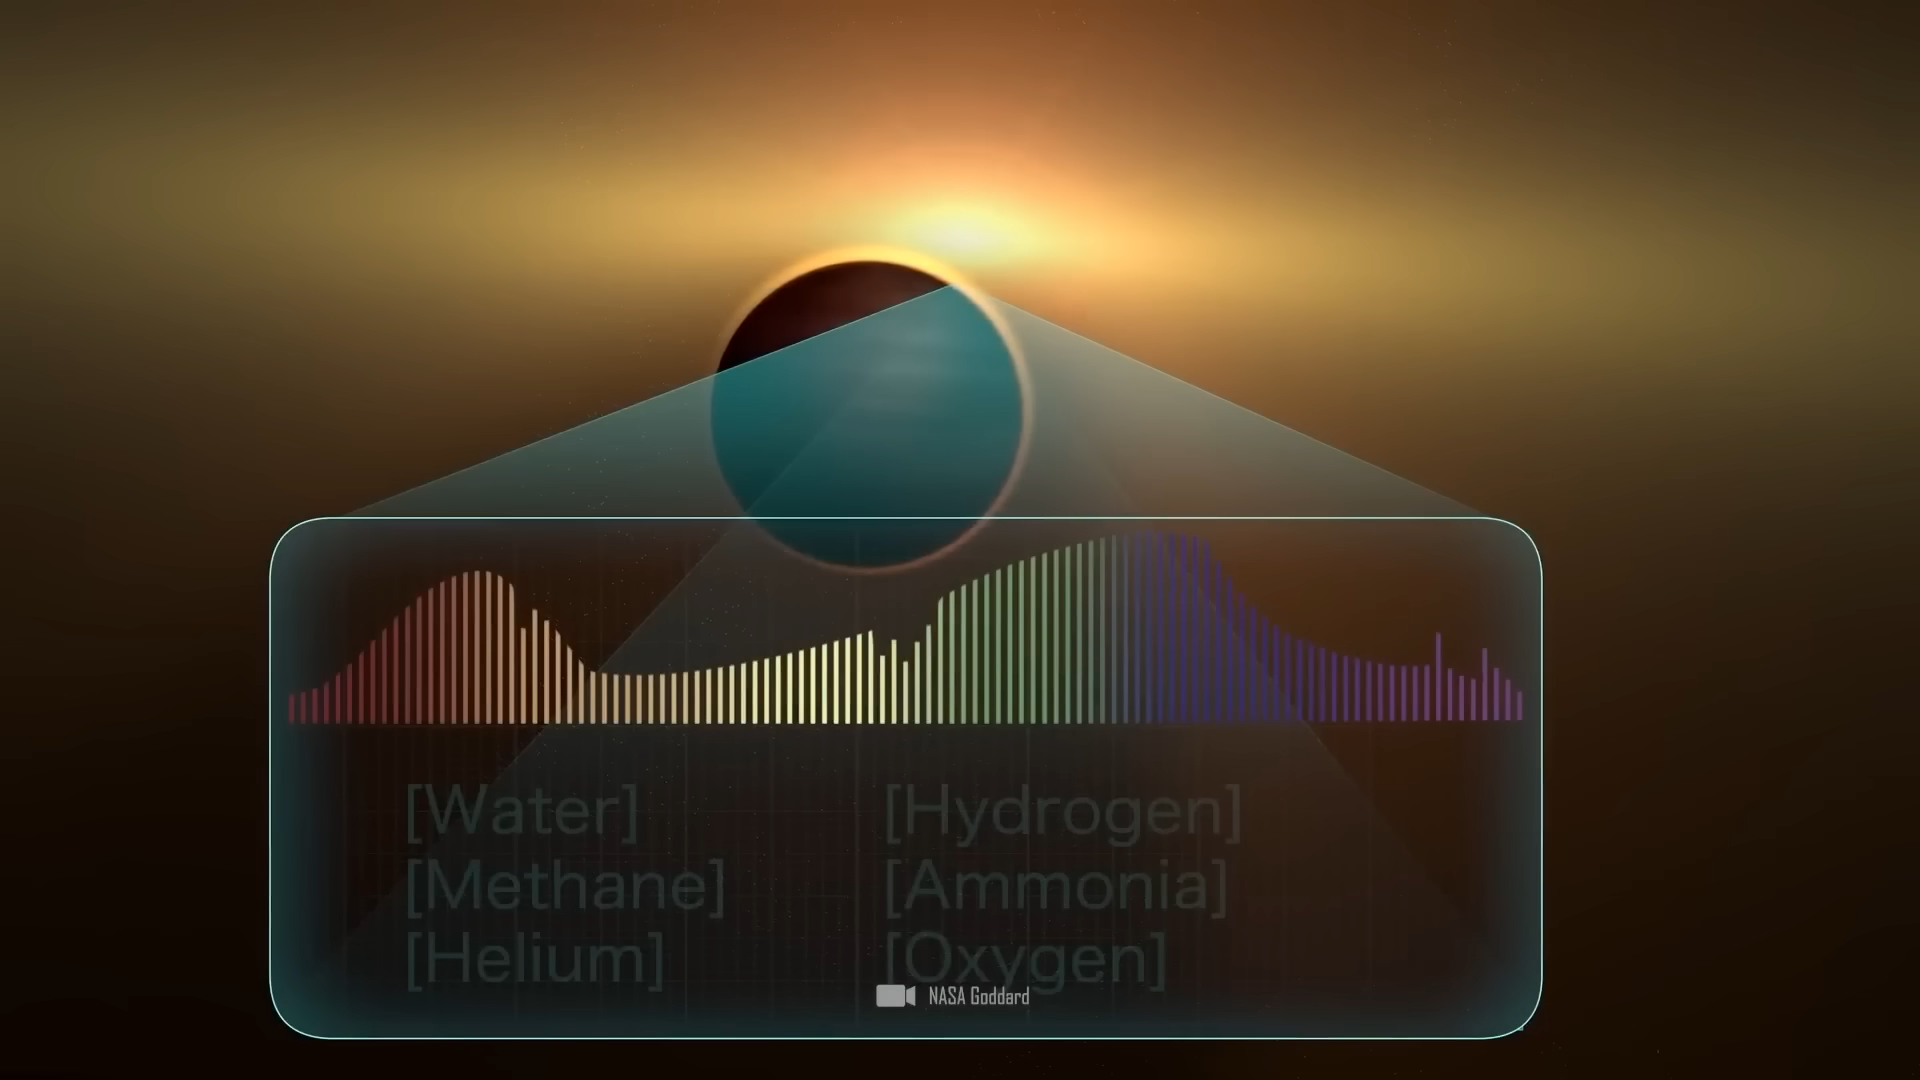 [Water]
[Methane]
[Helium]
[Hydrogen]
[Ammonia]
[Oxygen]
NASA Goddard